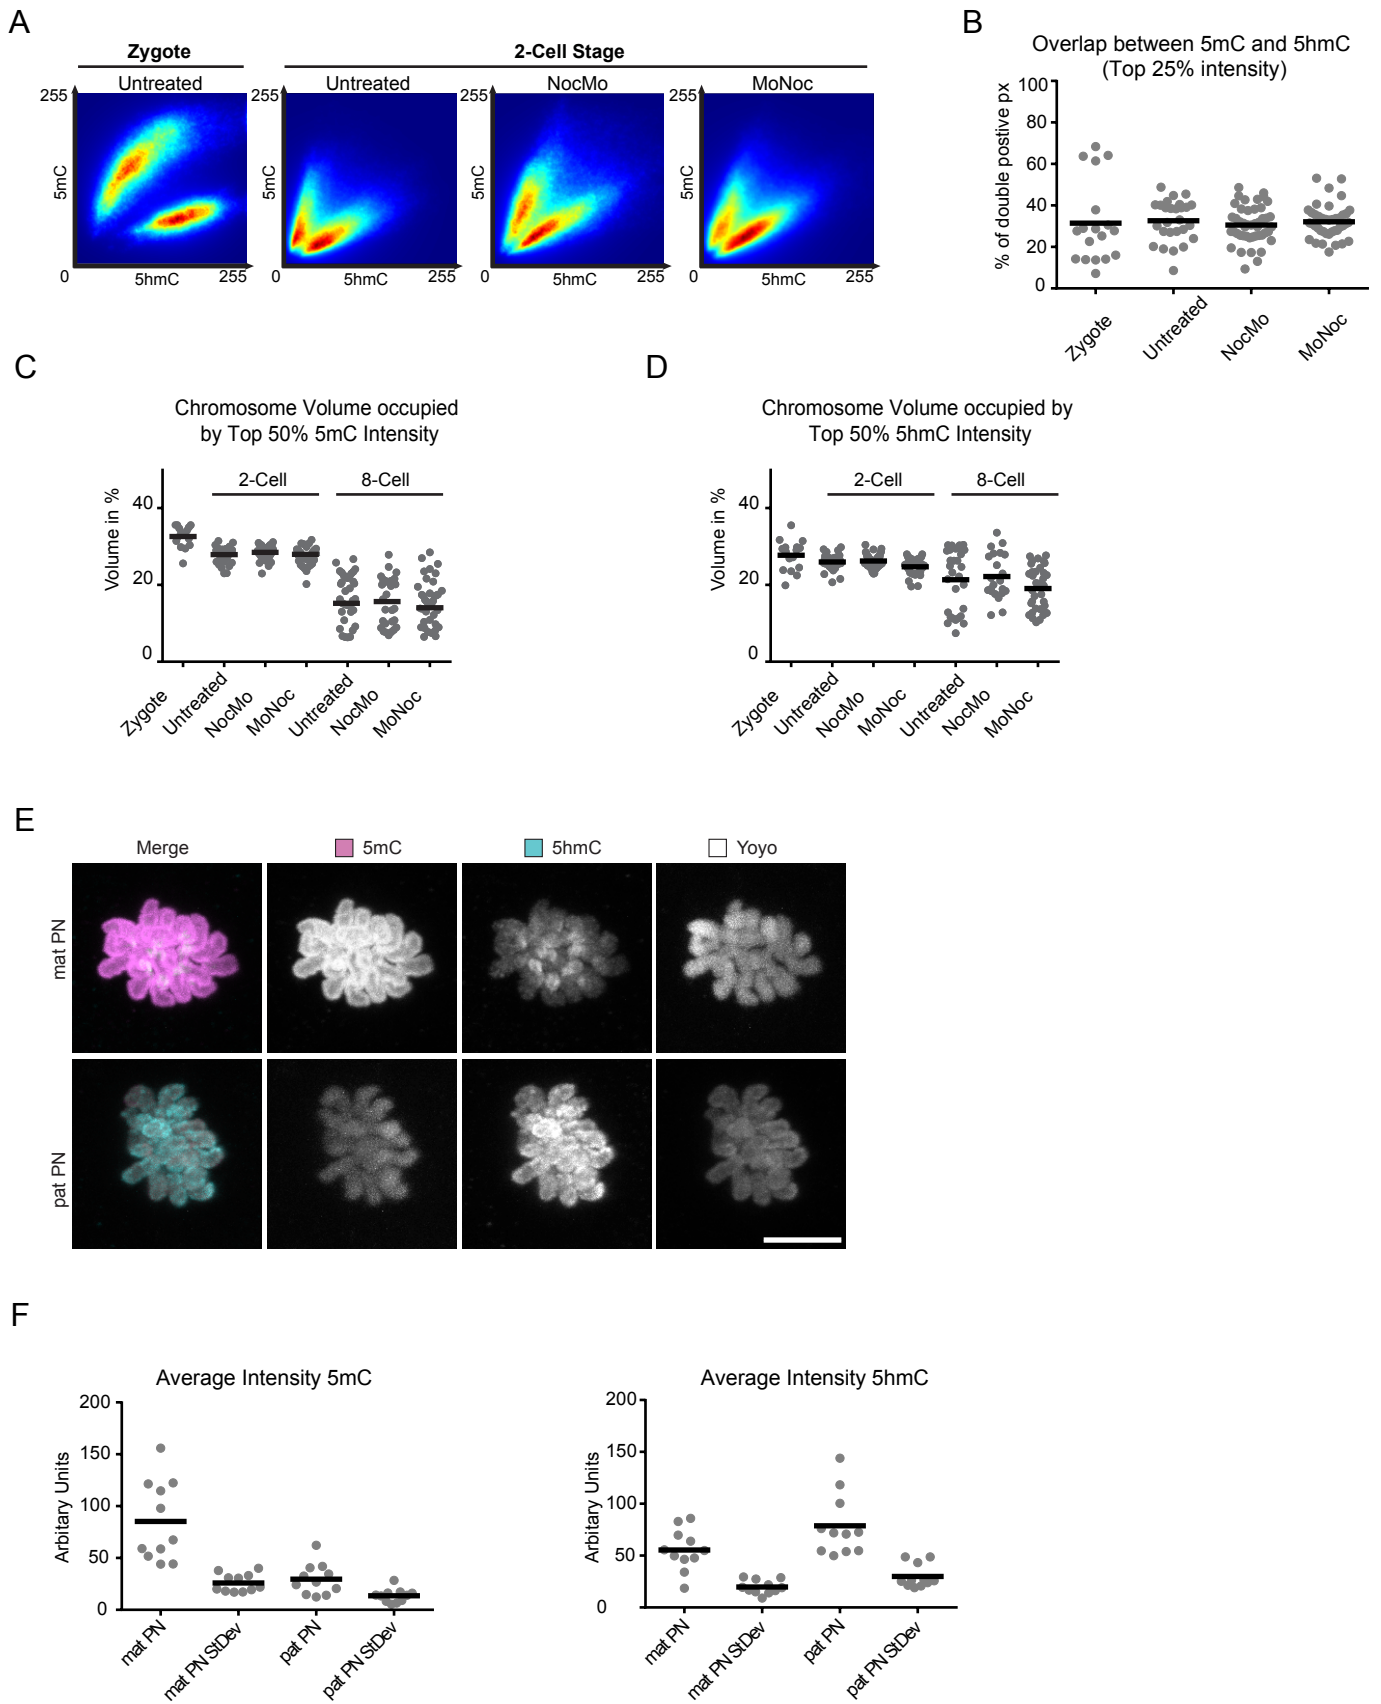 A
Zygote
2-Cell Stage
Untreated
Untreated
NocMo
MoNoc
255
5mC
0
5hmC
255
255
5mC
0
5hmC
255
255
5mC
0
5hmC
255
255
5mC
0
5hmC
255
B
Overlap between 5mC and 5hmC
(Top 25% intensity)
% of double postive px
100
80
60
40
20
0
Zygote
Untreated
NocMo
MoNoc
C
Chromosome Volume occupied
by Top 50% 5mC Intensity
2-Cell
8-Cell
Volume in %
40
20
0
Zygote
Untreated
NocMo
MoNoc
Untreated
NocMo
MoNoc
D
Chromosome Volume occupied by
Top 50% 5hmC Intensity
2-Cell
8-Cell
Volume in %
40
20
0
Zygote
Untreated
NocMo
MoNoc
Untreated
NocMo
MoNoc
E
Merge
5mC
5hmC
Yoyo
mat PN
pat PN
F
Average Intensity 5mC
Arbitary Units
200
150
100
50
0
mat PN
mat PN StDev
pat PN
pat PN StDev
Average Intensity 5hmC
Arbitary Units
200
150
100
50
0
mat PN
mat PN StDev
pat PN
pat PN StDev